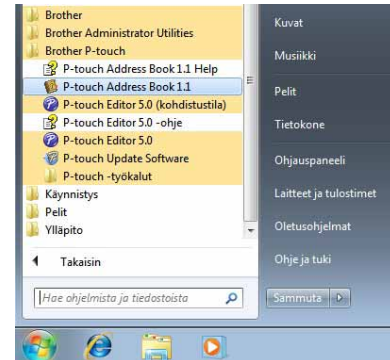 Brother
Brother Administrator Utilities
Brother P-touch
P-touch Address Book 1.1 Help
P-touch Address Book 1.1
P-touch Editor 5.0 (kohdistustila)
P-touch Editor 5.0 -ohje
P-touch Editor 5.0
P-touch Update Software
P-touch -työkalut
Käynnistys
Pelit
Ylläpito
Takaisin
Hae ohjelmista ja tiedostoista
Kuvat
Musiikki
Pelit
Tietokone
Ohjauspaneeli
Laitteet ja tulostimet
Oletusohjelmat
Ohje ja tuki
Sammuta